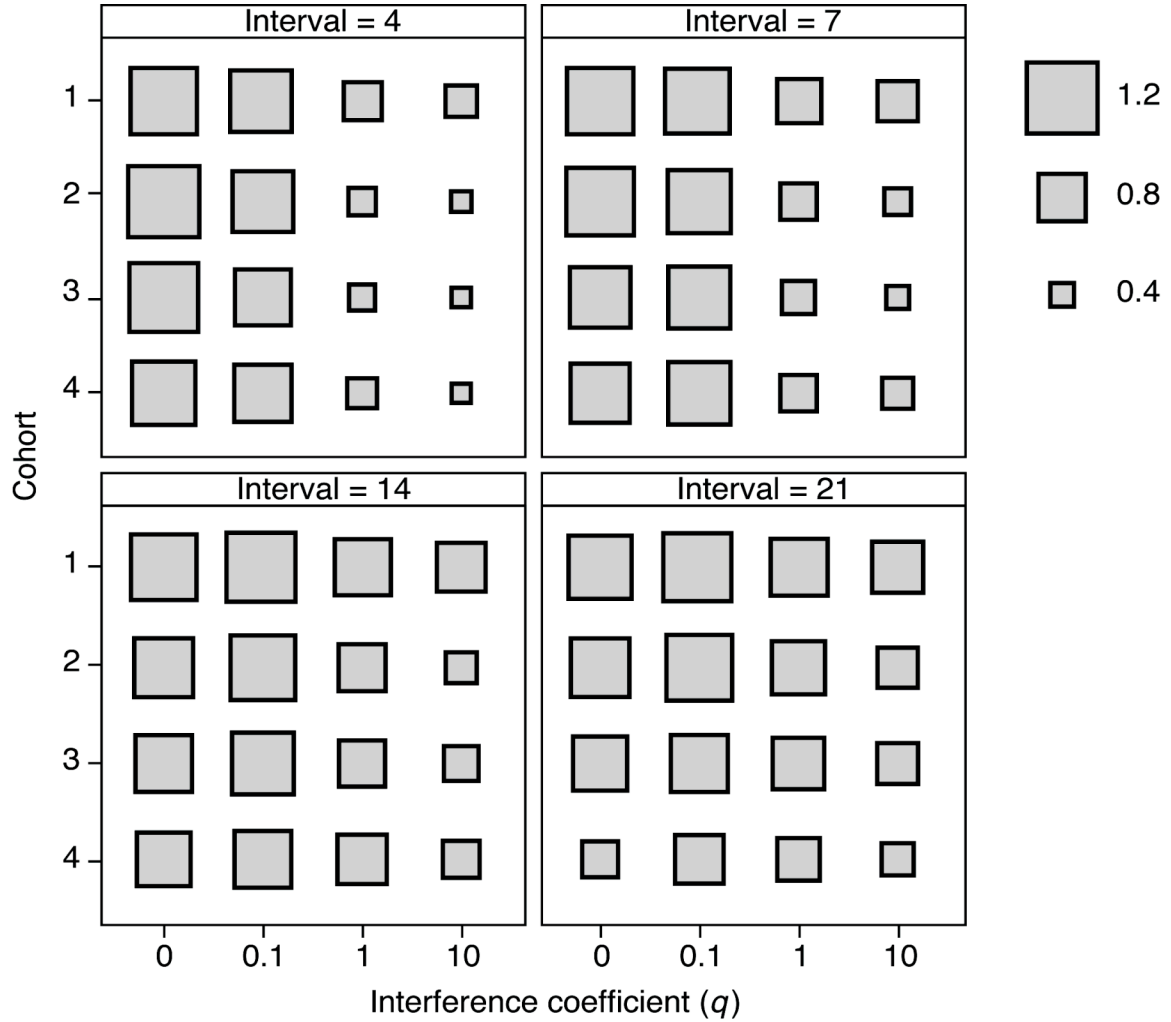 Interval = 4
Interval = 7
1
2
3
4
1.2
0.8
0.4
Cohort
Interval = 14
Interval = 21
1
2
3
4
0 0.1 1 10
0 0.1 1 10
Interference coefficient (q)